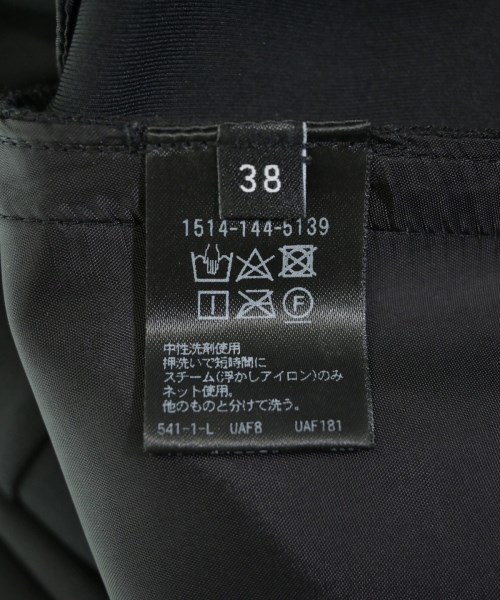 38
1514-144-5139
F
中性洗剤使用
押洗いで短時間に
スチーム(浮かしアイロン)のみ
ネット使用。
他のものと分けて洗う。
541-1-L UAF8 UAF181